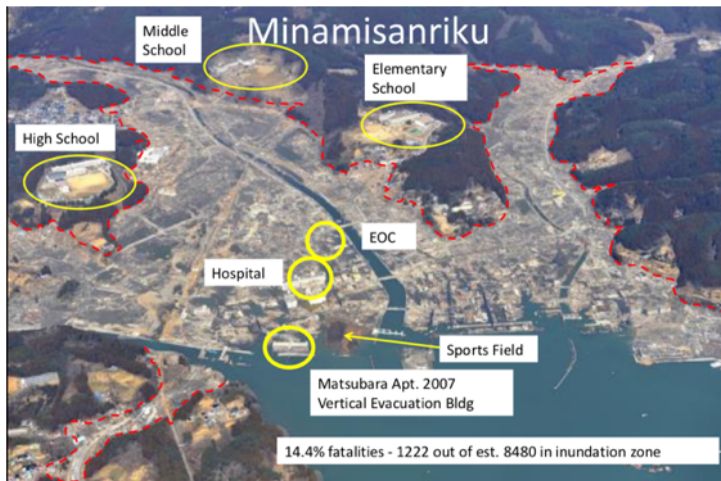 Minamisanriku
Middle
School
Elementary
School
High School
EOC
Hospital
Sports Field
Matsubara Apt. 2007
Vertical Evacuation Bldg
14.4% fatalities - 1222 out of est. 8480 in inundation zone